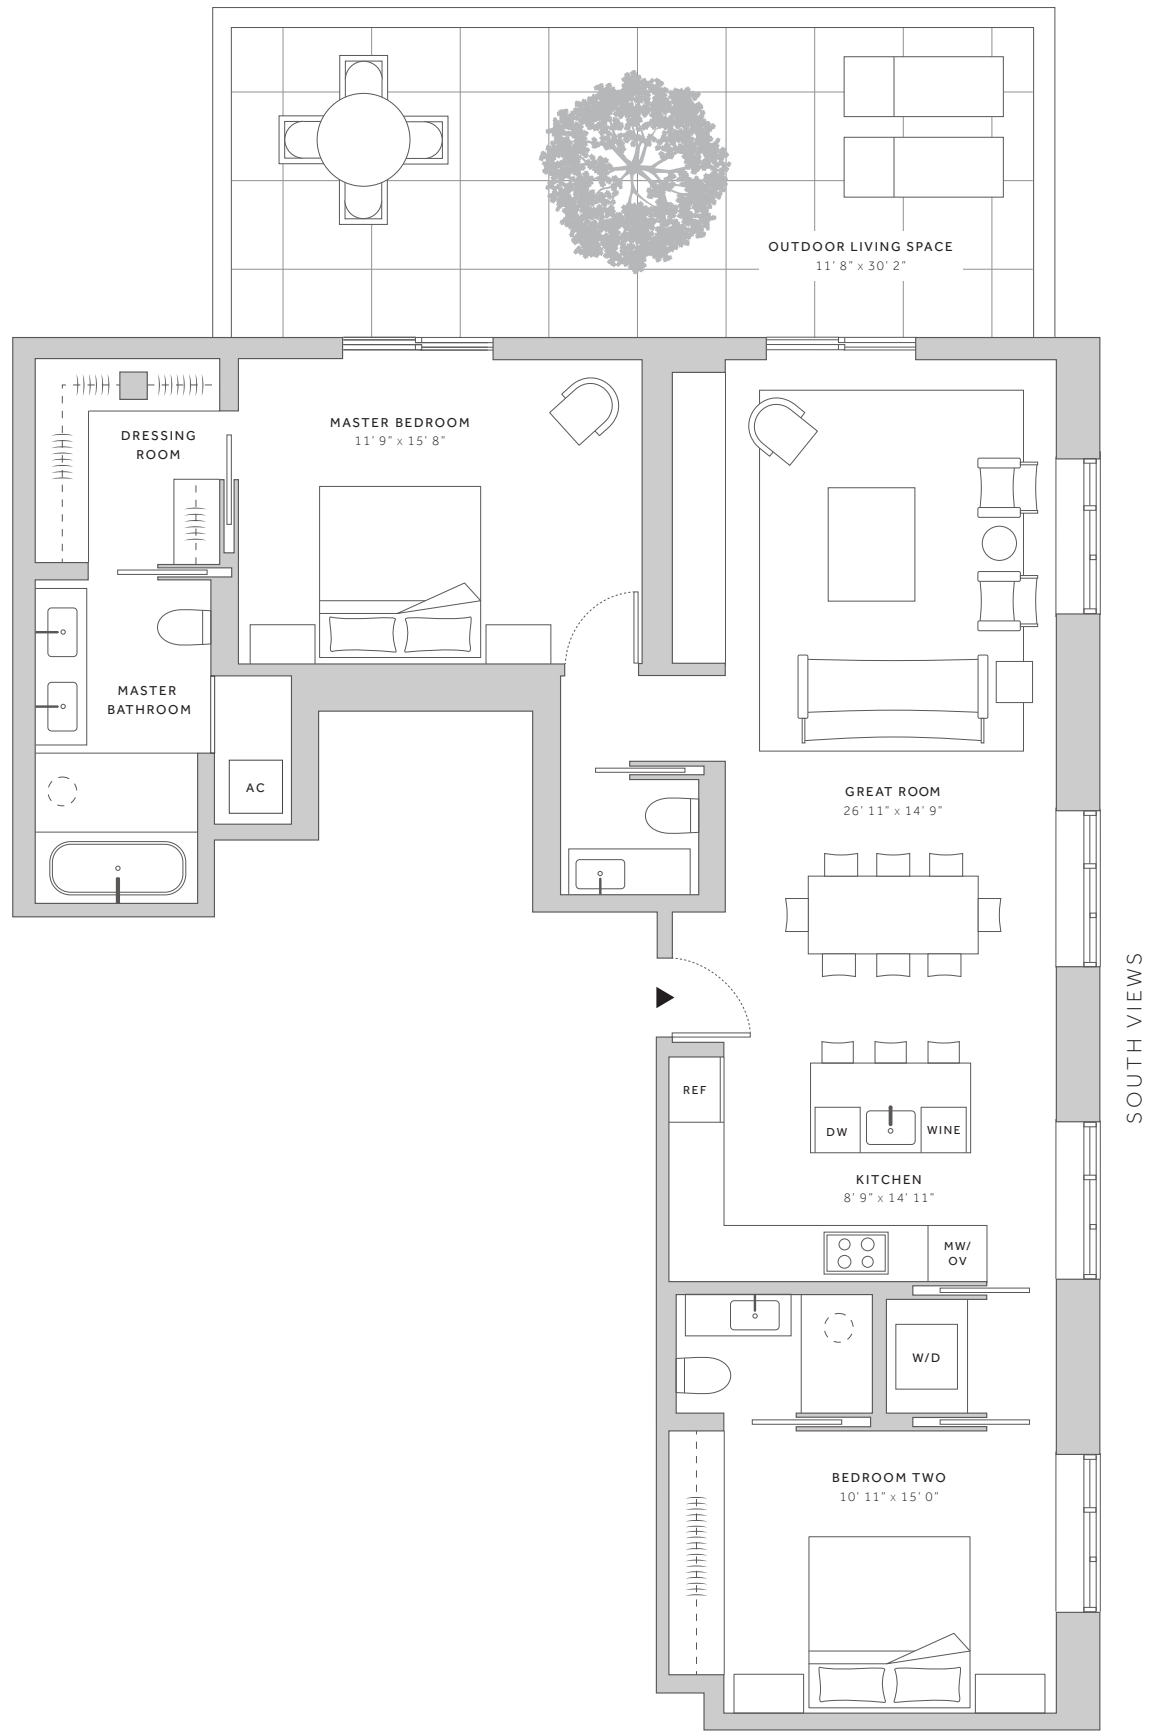 OUTDOOR LIVING SPACE
11' 8" x 30' 2"
MASTER BEDROOM
11' 9" x 15' 8"
DRESSING
ROOM
MASTER
BATHROOM
AC
GREAT ROOM
26' 11" x 14' 9"
SOUTH VIEWS
REF
DW
WINE
KITCHEN
8' 9" x 14' 11"
MW/
OV
W/D
BEDROOM TWO
10' 11" x 15' 0"